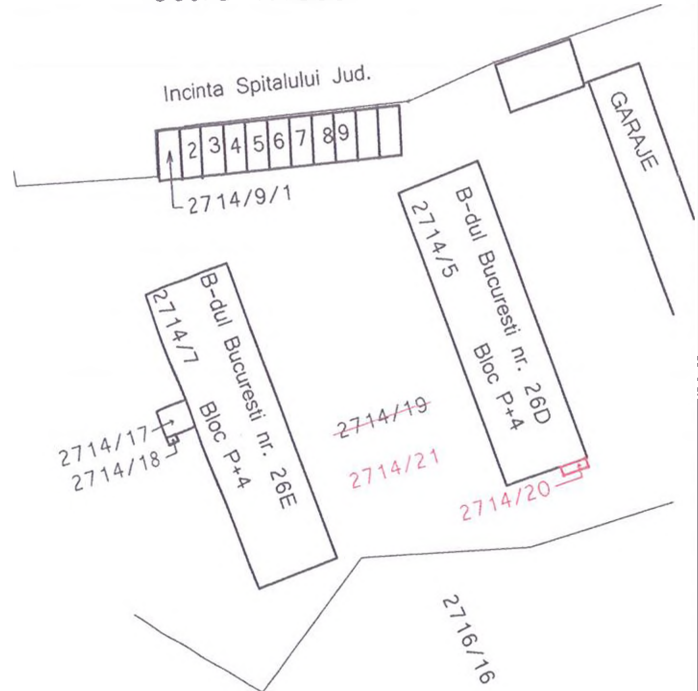 Incinta Spitalului Jud.
2 3 4 5 6 7 8 9
2714/9/1
GARAJE
B-dul Bucuresti nr. 26D
2714/5
Bloc P+4
B-dul Bucuresti nr. 26E
2714/7
Bloc P+4
2714/17
2714/18
2714/19
2714/21
2714/20
2716/16